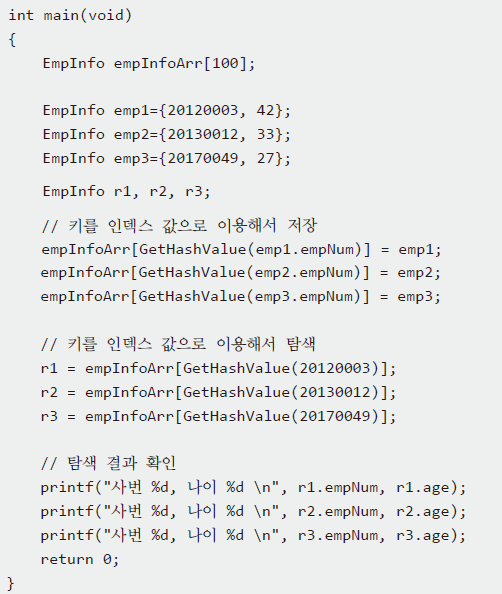 int main(void)
{
    EmpInfo empInfoArr[100];

    EmpInfo emp1={20120003, 42};
    EmpInfo emp2={20130012, 33};
    EmpInfo emp3={20170049, 27};

    EmpInfo r1, r2, r3;

    // 키를 인덱스 값으로 이용해서 저장
    empInfoArr[GetHashValue(emp1.empNum)] = emp1;
    empInfoArr[GetHashValue(emp2.empNum)] = emp2;
    empInfoArr[GetHashValue(emp3.empNum)] = emp3;

    // 키를 인덱스 값으로 이용해서 탐색
    r1 = empInfoArr[GetHashValue(20120003)];
    r2 = empInfoArr[GetHashValue(20130012)];
    r3 = empInfoArr[GetHashValue(20170049)];

    // 탐색 결과 확인
    printf("사번 %d, 나이 %d \n", r1.empNum, r1.age);
    printf("사번 %d, 나이 %d \n", r2.empNum, r2.age);
    printf("사번 %d, 나이 %d \n", r3.empNum, r3.age);
    return 0;
}